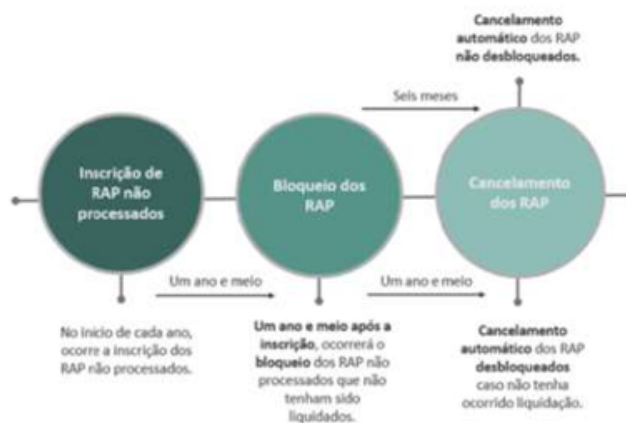 Cancelamento
automático dos RAP
não desbloqueados.
Seis meses
Inscrição de
RAP não
processados
Bloqueio dos
RAP
Cancelamento
dos RAP
Um ano e meio
Um ano e meio
No início de cada ano,
ocorre a inscrição dos
RAP não processados.
Um ano e meio após a
inscrição, ocorrerá o
bloqueio dos RAP não
processados que não
tenham sido
liquidados.
Cancelamento
automático dos RAP
desbloqueados
caso não tenha
ocorrido liquidação.